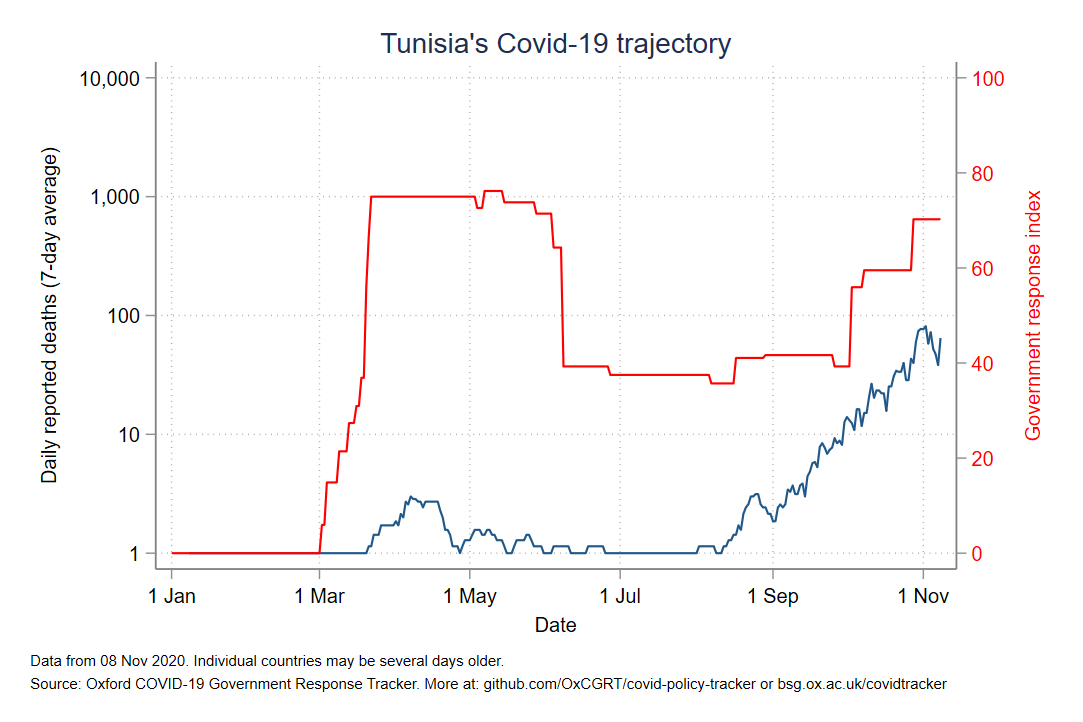 Tunisia's Covid-19 trajectory
10,000
1,000
100
10
1
Daily reported deaths (7-day average)
100
80
60
40
20
0
Government response index
1 Jan
1 Mar
1 May
1 Jul
1 Sep
1 Nov
Date
Data from 08 Nov 2020. Individual countries may be several days older.
Source: Oxford COVID-19 Government Response Tracker. More at: github.com/OxCGRT/covid-policy-tracker or bsg.ox.ac.uk/covidtracker